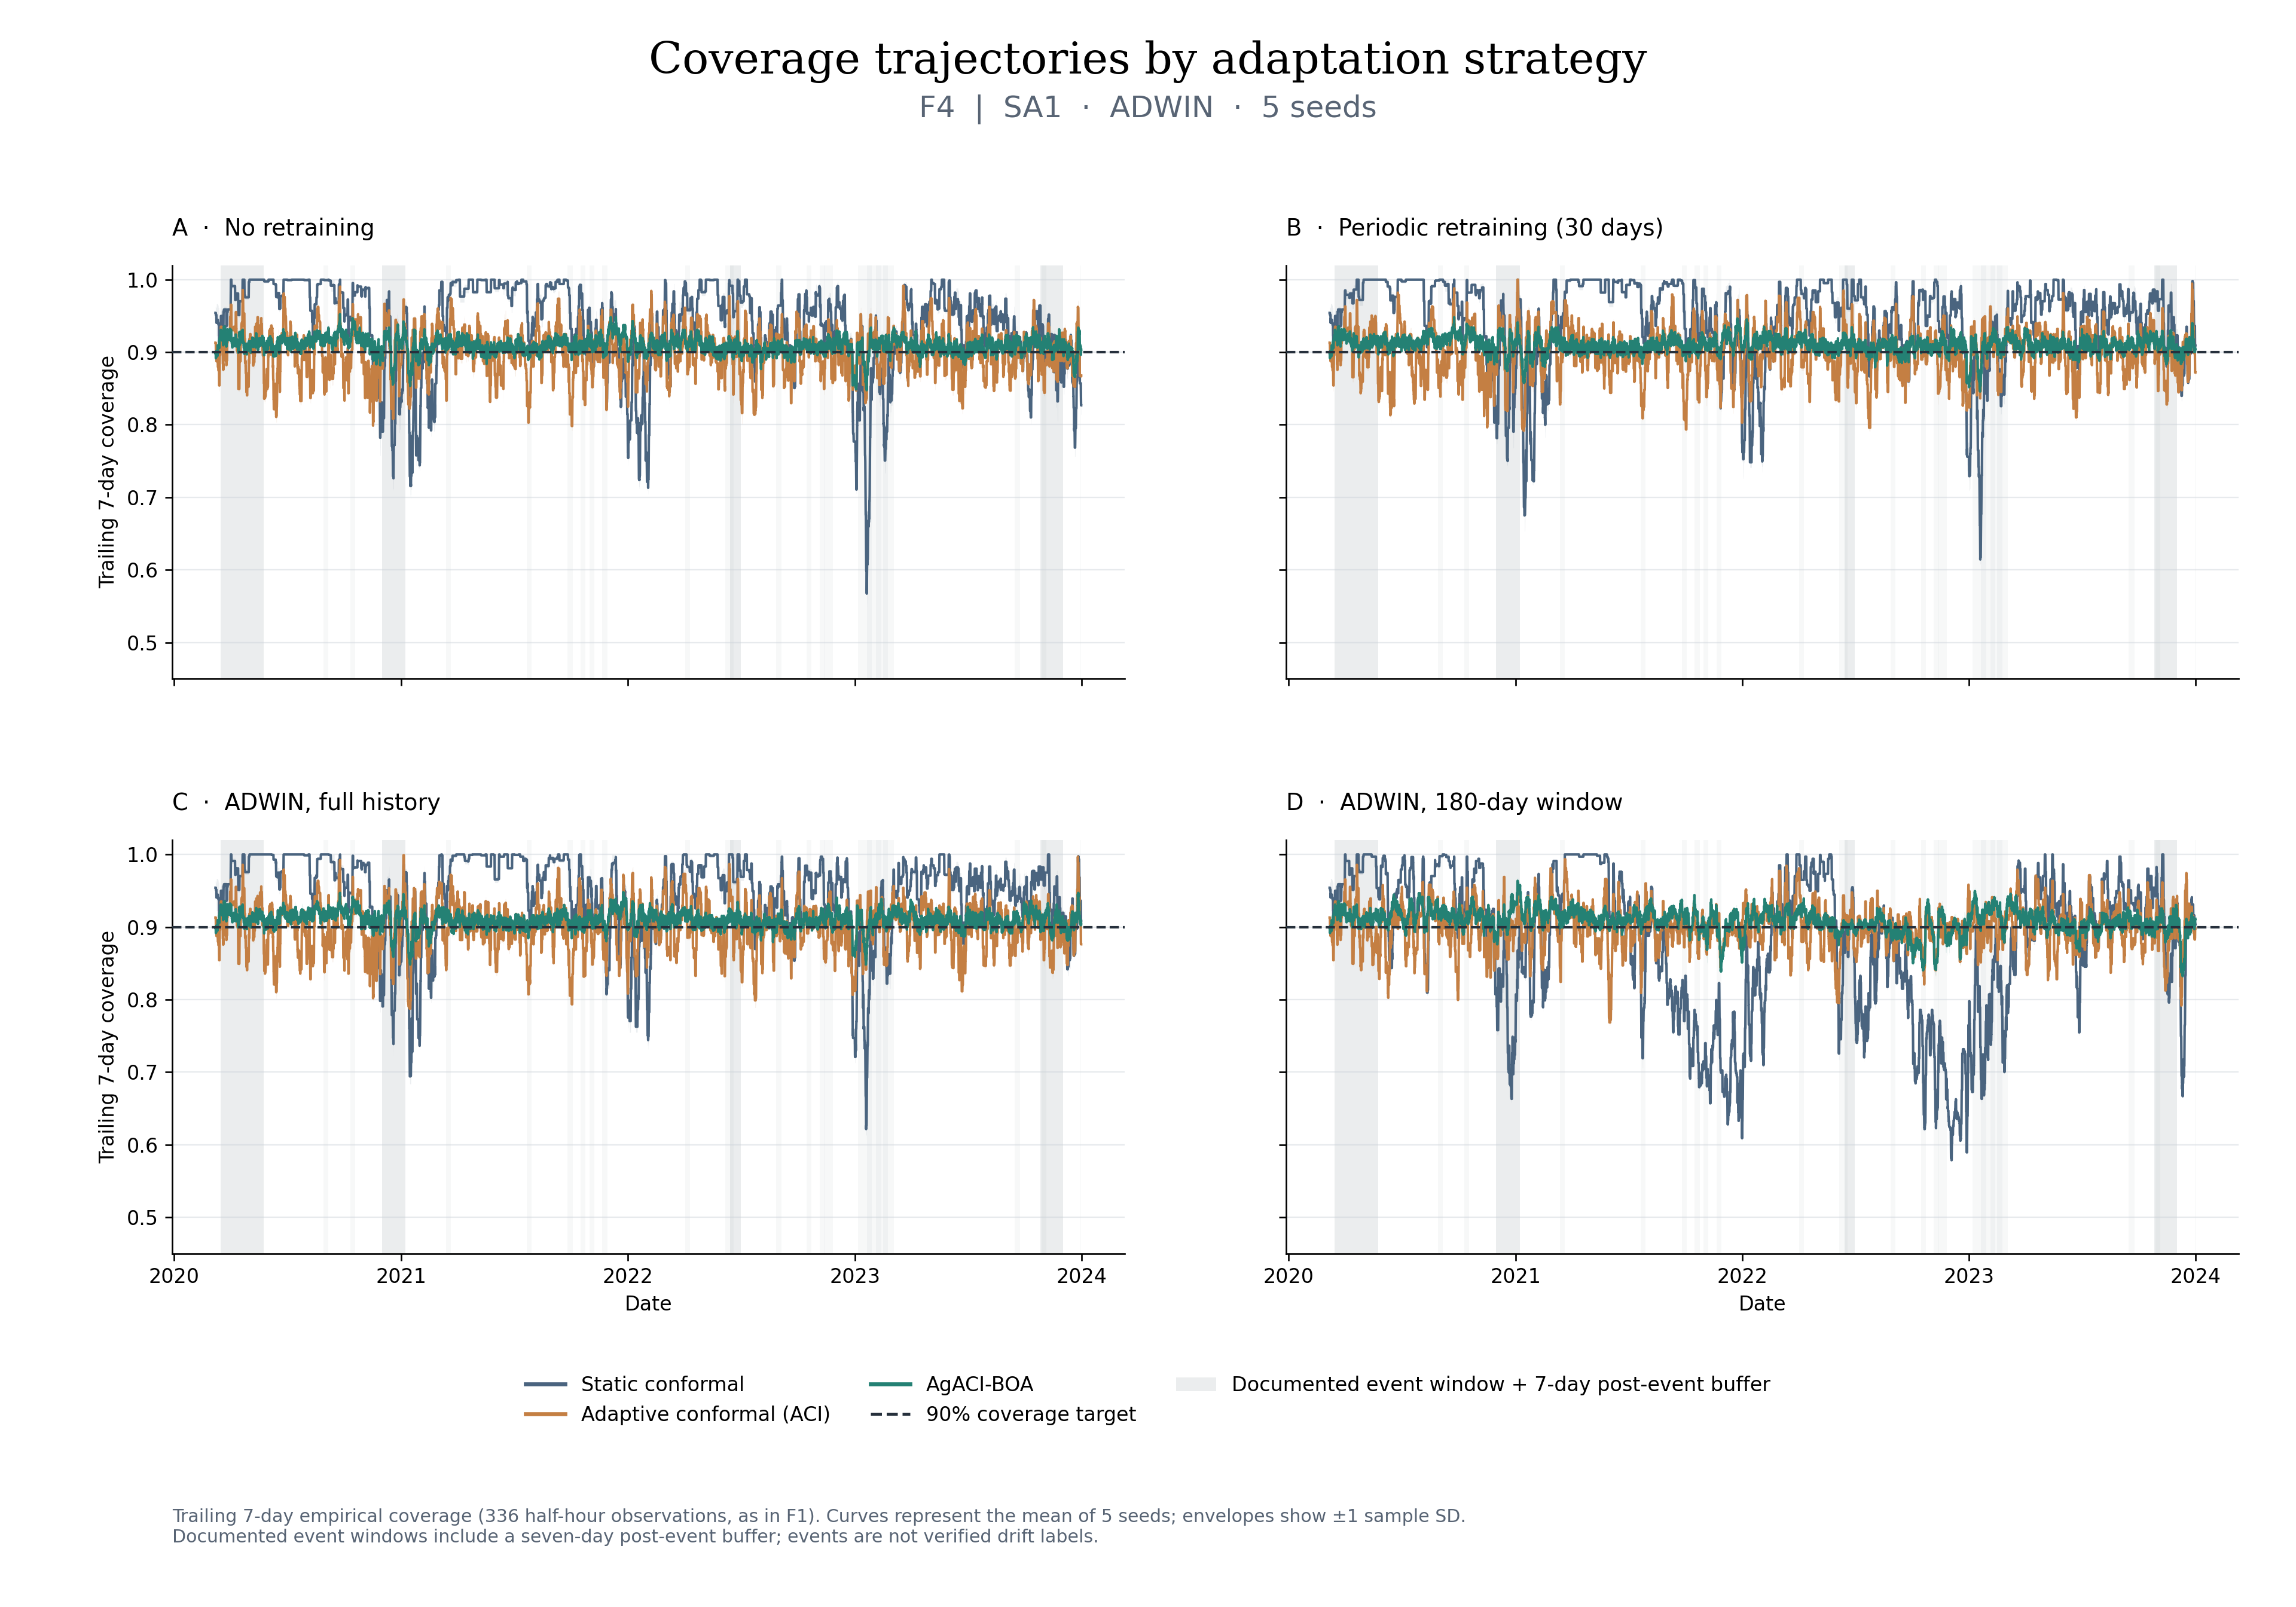 Coverage trajectories by adaptation strategy
F4 | SA1 · ADWIN · 5 seeds
A · No retraining
B · Periodic retraining (30 days)
Trailing 7-day coverage
1.0
0.9
0.8
0.7
0.6
0.5
C · ADWIN, full history
D · ADWIN, 180-day window
Trailing 7-day coverage
1.0
0.9
0.8
0.7
0.6
0.5
2020 2021 2022 2023 2024
Date
2020 2021 2022 2023 2024
Date
Static conformal
Adaptive conformal (ACI)
AgACI-BOA
90% coverage target
Documented event window + 7-day post-event buffer
Trailing 7-day empirical coverage (336 half-hour observations, as in F1). Curves represent the mean of 5 seeds; envelopes show ±1 sample SD.
Documented event windows include a seven-day post-event buffer; events are not verified drift labels.